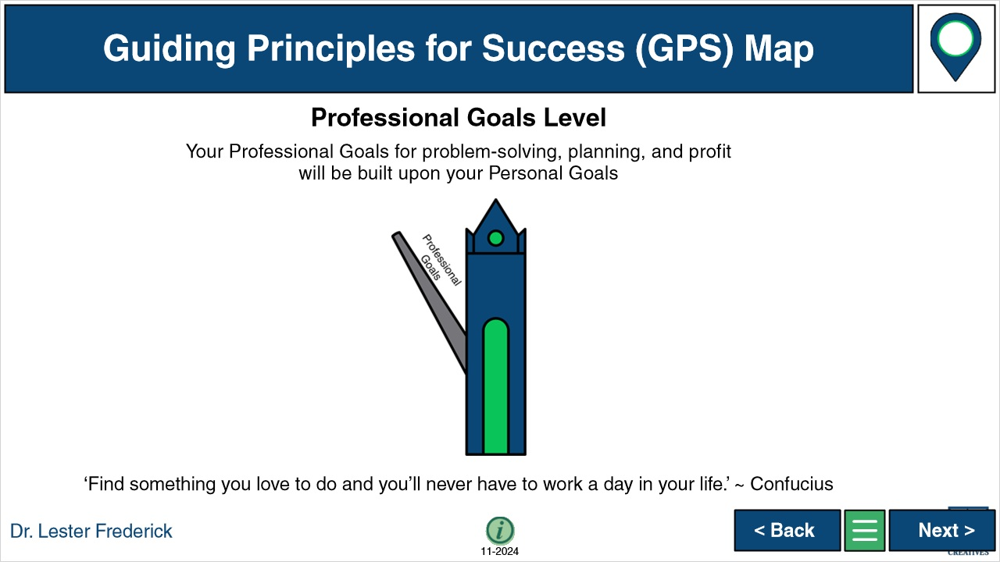 Guiding Principles for Success (GPS) Map
Professional Goals Level
Your Professional Goals for problem-solving, planning, and profit
will be built upon your Personal Goals
Professional
Goals
‘Find something you love to do and you’ll never have to work a day in your life.’ ~ Confucius
Dr. Lester Frederick
i
11-2024
< Back
Next >
CREATIVES